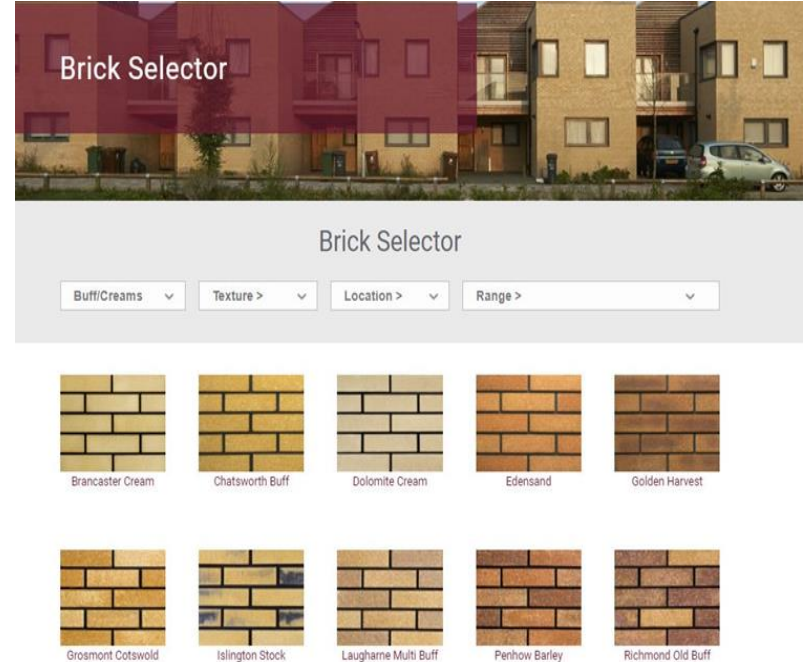 Brick Selector
Brick Selector
Buff/Creams
Texture >
Location >
Range >
Brancaster Cream
Chatsworth Buff
Dolomite Cream
Edensand
Golden Harvest
Grosmont Cotswold
Islington Stock
Laugharne Multi Buff
Penhow Barley
Richmond Old Buff